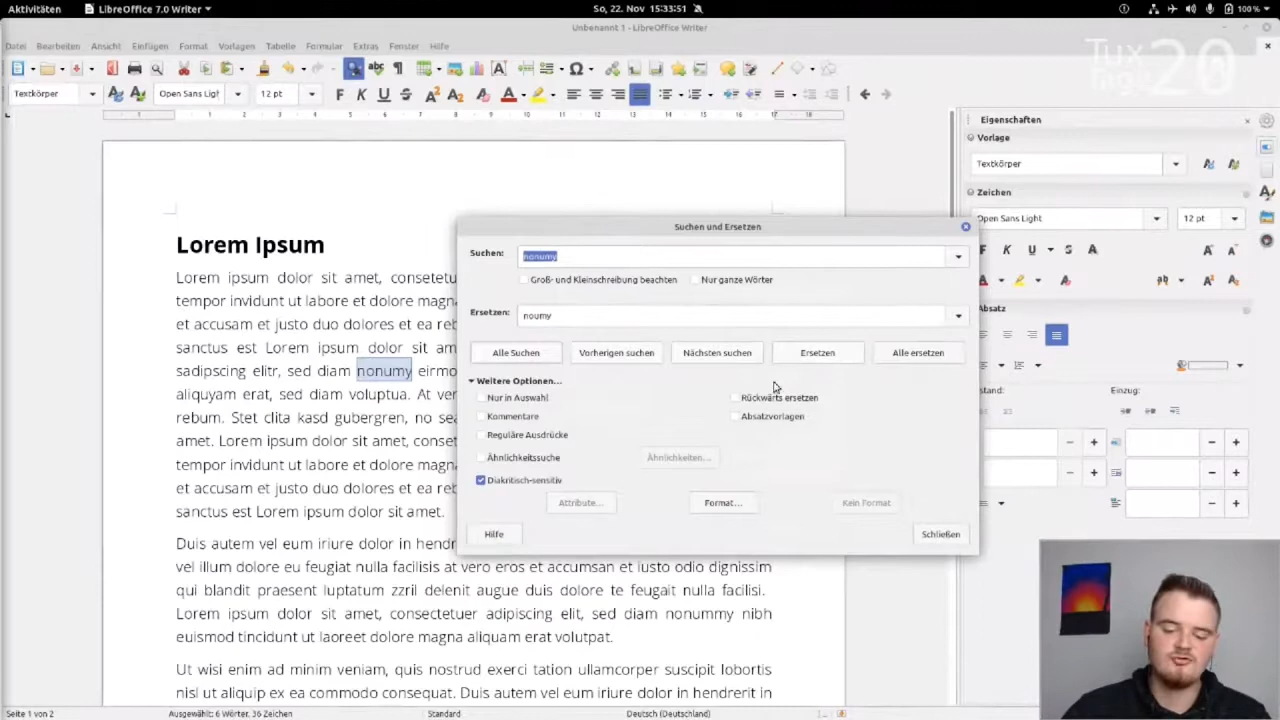 Aktivitäten LibreOffice 7.0 Writer So, 22. Nov 15:33:51 100 %
Unbenannt 1 - LibreOffice Writer
Datei Bearbeiten Ansicht Einfügen Format Vorlagen Tabelle Formular Extras Fenster Hilfe
Tux
20
Textkörper Open Sans Light 12 pt
Eigenschaften
Vorlage
Textkörper
Zeichen
Open Sans Light 12 pt
Absatz
Einzug:
Lorem Ipsum
Lorem ipsum dolor sit amet, consetetu
tempor invidunt ut labore et dolore magna
et accusam et justo duo dolores et ea reb
sanctus est Lorem ipsum dolor sit am
sadipscing elitr, sed diam nonumy eirmo
aliquyam erat, sed diam voluptua. At ver
rebum. Stet clita kasd gubergren, no sea
amet. Lorem ipsum dolor sit amet, conset
tempor invidunt ut labore et dolore magna
et accusam et justo duo dolores et ea reb
sanctus est Lorem ipsum dolor sit amet.
Duis autem vel eum iriure dolor in hendr
vel illum dolore eu feugiat nulla facilisis at vero eros et accumsan et iusto odio dignissim
qui blandit praesent luptatum zzril delenit augue duis dolore te feugait nulla facilisi.
Lorem ipsum dolor sit amet, consectetuer adipiscing elit, sed diam nonummy nibh
euismod tincidunt ut laoreet dolore magna aliquam erat volutpat.
Ut wisi enim ad minim veniam, quis nostrud exerci tation ullamcorper suscipit lobortis
nisl ut aliquip ex ea commodo consequat. Duis autem vel eum iriure dolor in hendrerit in
Suchen und Ersetzen
Suchen: nonumy
Groß- und Kleinschreibung beachten Nur ganze Wörter
Ersetzen: noumy
Alle Suchen Vorherigen suchen Nächsten suchen Ersetzen Alle ersetzen
Weitere Optionen...
Nur in Auswahl Rückwärts ersetzen
Kommentare Absatzvorlagen
Reguläre Ausdrücke
Ähnlichkeitssuche Ähnlichkeiten...
Diakritisch-sensitiv
Attribute... Format... Kein Format
Hilfe Schließen
Seite 1 von 2 Ausgewählt: 6 Wörter, 36 Zeichen Standard Deutsch (Deutschland)